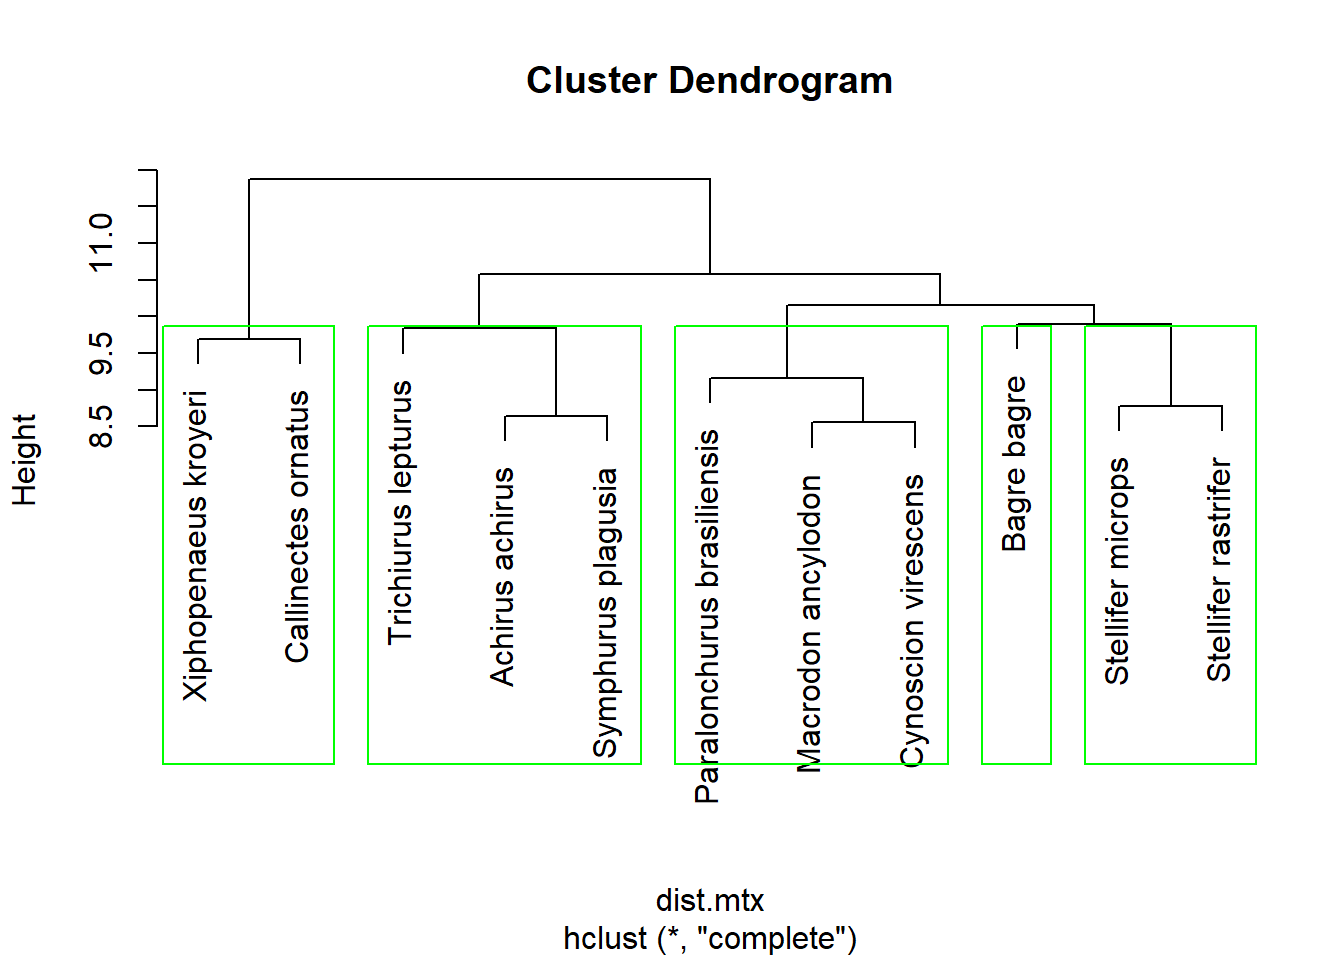 Cluster Dendrogram
Height
8.5
9.5
11.0
Xiphopenaeus kroyeri
Callinectes ornatus
Trichiurus lepturus
Achirus achirus
Symphurus plagusia
Paralonchurus brasiliensis
Macrodon ancylodon
Cynoscion virescens
Bagre bagre
Stellifer microps
Stellifer rastrifer
dist.mtx
hclust (*, "complete")